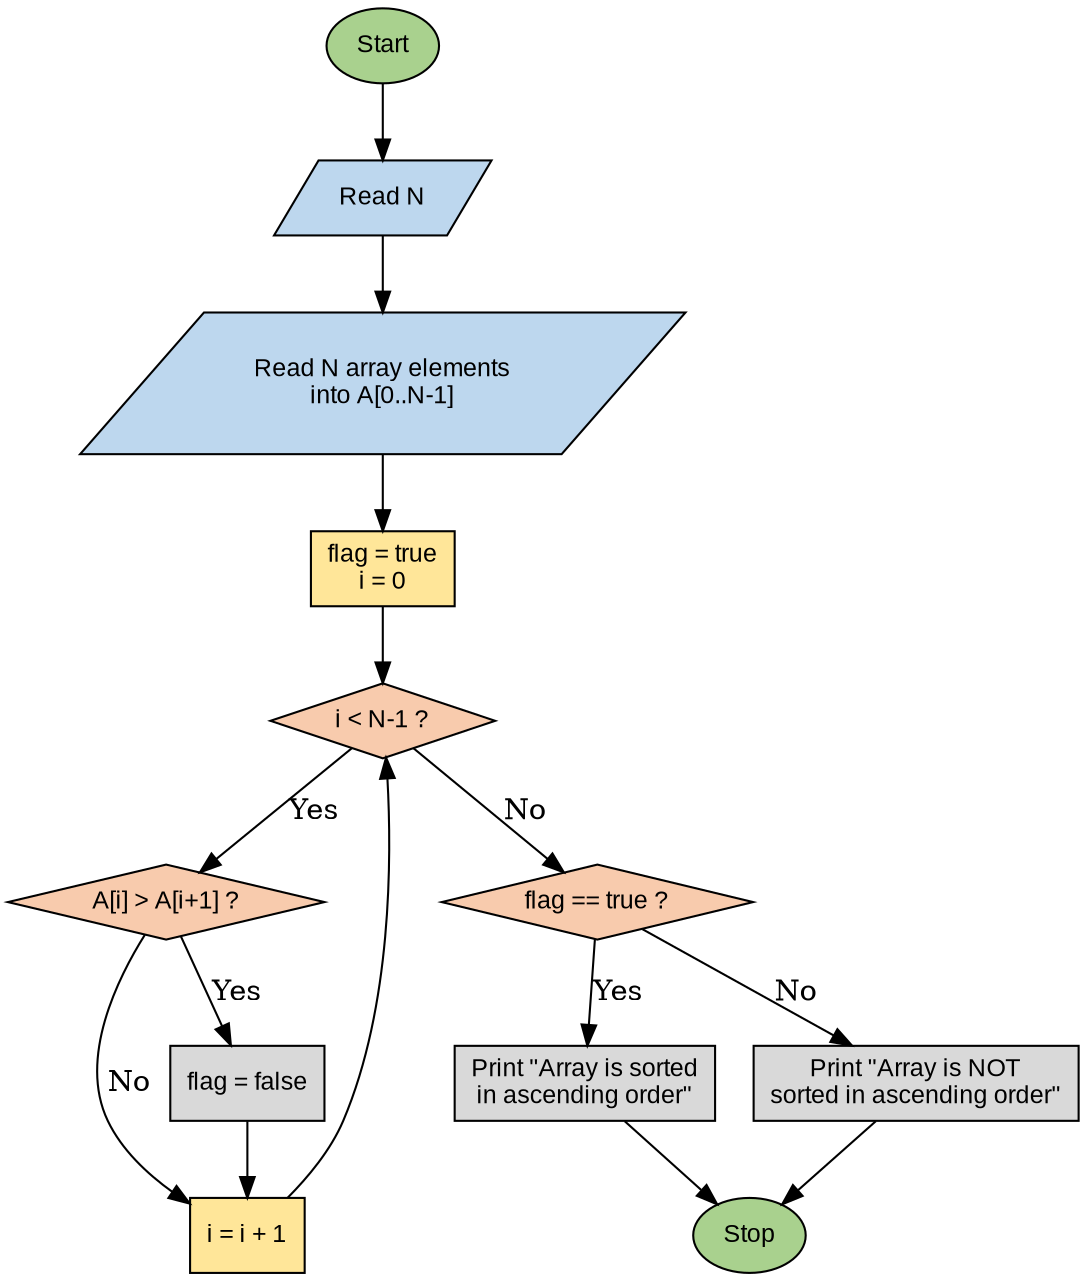 Start
Read N
Read N array elements
into A[0..N-1]
flag = true
i = 0
i < N-1 ?
Yes
No
A[i] > A[i+1] ?
flag == true ?
Yes
Yes
No
No
flag = false
Print "Array is sorted
in ascending order"
Print "Array is NOT
sorted in ascending order"
i = i + 1
Stop